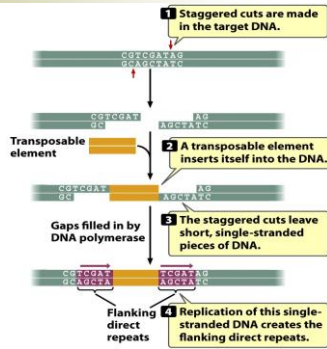 1 Staggered cuts are made
in the target DNA.
CGTCGATAG
GCAGCTATC
CGTCGAT AG
GC AGCTATC
Transposable
element
2 A transposable element
inserts itself into the DNA.
CGTCGAT AG
GC AGCTATC
3 The staggered cuts leave
short, single-stranded
pieces of DNA.
Gaps filled in by
DNA polymerase
CGTCGAT TCGATAG
GCAGCTA AGCTATC
Flanking
direct
repeats
4 Replication of this single-
stranded DNA creates the
flanking direct repeats.